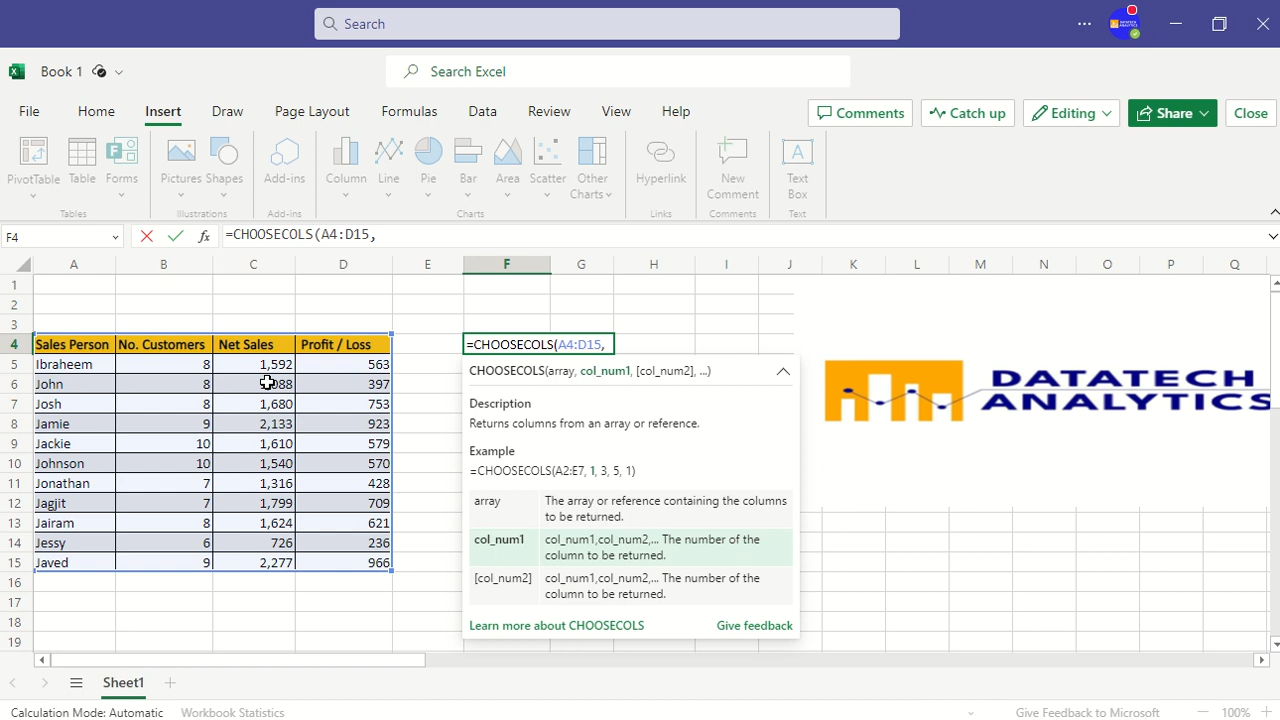 Search
Book 1
Search Excel
File Home Insert Draw Page Layout Formulas Data Review View Help
Comments Catch up Editing Share Close
PivotTable Table Forms Pictures Shapes Add-ins Column Line Pie Bar Area Scatter Other Charts Hyperlink New Comment Text Box
Tables Illustrations Add-ins Charts Links Comments Text
F4 fx =CHOOSECOLS(A4:D15,
A B C D E F G H I J K L M N O P Q
1
2
3
4 Sales Person No. Customers Net Sales Profit / Loss =CHOOSECOLS(A4:D15,
5 Ibraheem 8 1,592 563
6 John 8 088 397
7 Josh 8 1,680 753
8 Jamie 9 2,133 923
9 Jackie 10 1,610 579
10 Johnson 10 1,540 570
11 Jonathan 7 1,316 428
12 Jagjit 7 1,799 709
13 Jairam 8 1,624 621
14 Jessy 6 726 236
15 Javed 9 2,277 966
16
17
18
19
CHOOSECOLS(array, col_num1, [col_num2], ...)
Description
Returns columns from an array or reference.
Example
=CHOOSECOLS(A2:E7, 1, 3, 5, 1)
array The array or reference containing the columns
to be returned.
col_num1 col_num1,col_num2,... The number of the
column to be returned.
[col_num2] col_num1,col_num2,... The number of the
column to be returned.
Learn more about CHOOSECOLS Give feedback
DATATECH
ANALYTICS
Sheet1
Calculation Mode: Automatic Workbook Statistics Give Feedback to Microsoft 100%